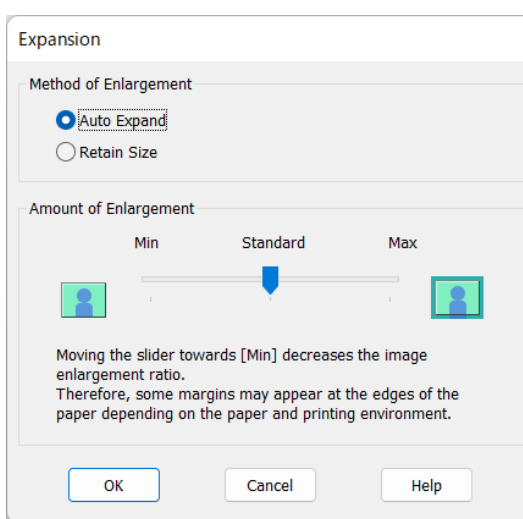 Expansion
Method of Enlargement
Auto Expand
Retain Size
Amount of Enlargement
Min Standard Max
Moving the slider towards [Min] decreases the image
enlargement ratio.
Therefore, some margins may appear at the edges of the
paper depending on the paper and printing environment.
OK Cancel Help